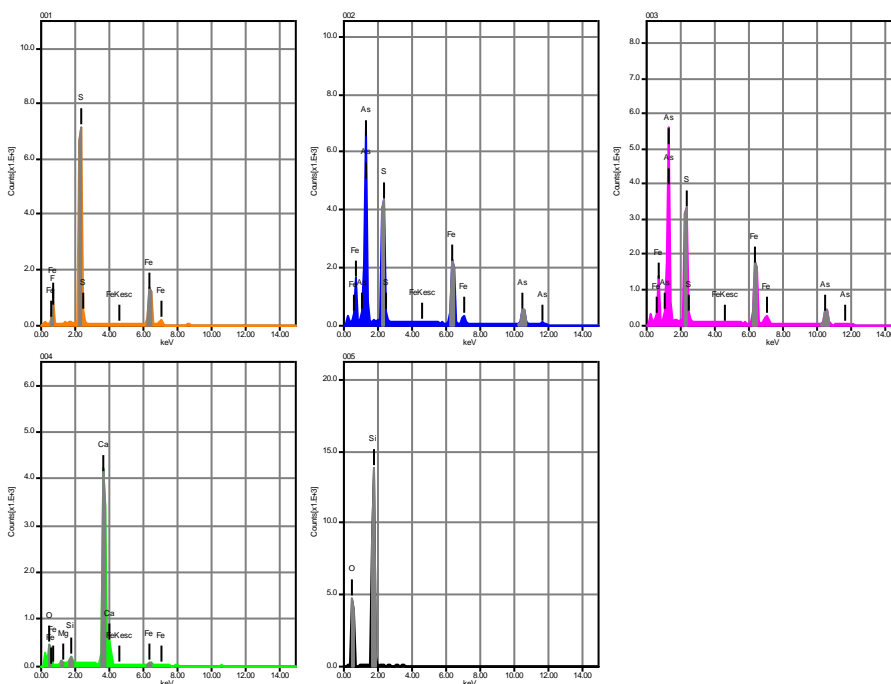 001
Counts[x1.E+3]
10.0
8.0
6.0
4.0
2.0
0.0
S
Fe
F
Fe
S
FeKesc
Fe
Fe
0.00 2.00 4.00 6.00 8.00 10.00 12.00 14.00
keV
002
Counts[x1.E+3]
10.0
8.0
6.0
4.0
2.0
0.0
As
As
S
Fe
Fe
As
S
FeKesc
Fe
Fe
As
As
0.00 2.00 4.00 6.00 8.00 10.00 12.00 14.00
keV
003
Counts[x1.E+3]
8.0
7.0
6.0
5.0
4.0
3.0
2.0
1.0
0.0
As
As
S
Fe
Fe
As
S
FeKesc
Fe
Fe
As
As
0.00 2.00 4.00 6.00 8.00 10.00 12.00 14.0
keV
004
Counts[x1.E+3]
6.0
5.0
4.0
3.0
2.0
1.0
0.0
Ca
O
Fe
Fe
Mg
Si
Ca
FeKesc
Fe
Fe
0.00 2.00 4.00 6.00 8.00 10.00 12.00 14.00
keV
005
Counts[x1.E+3]
20.0
15.0
10.0
5.0
0.0
O
Si
0.00 2.00 4.00 6.00 8.00 10.00 12.00 14.00
keV